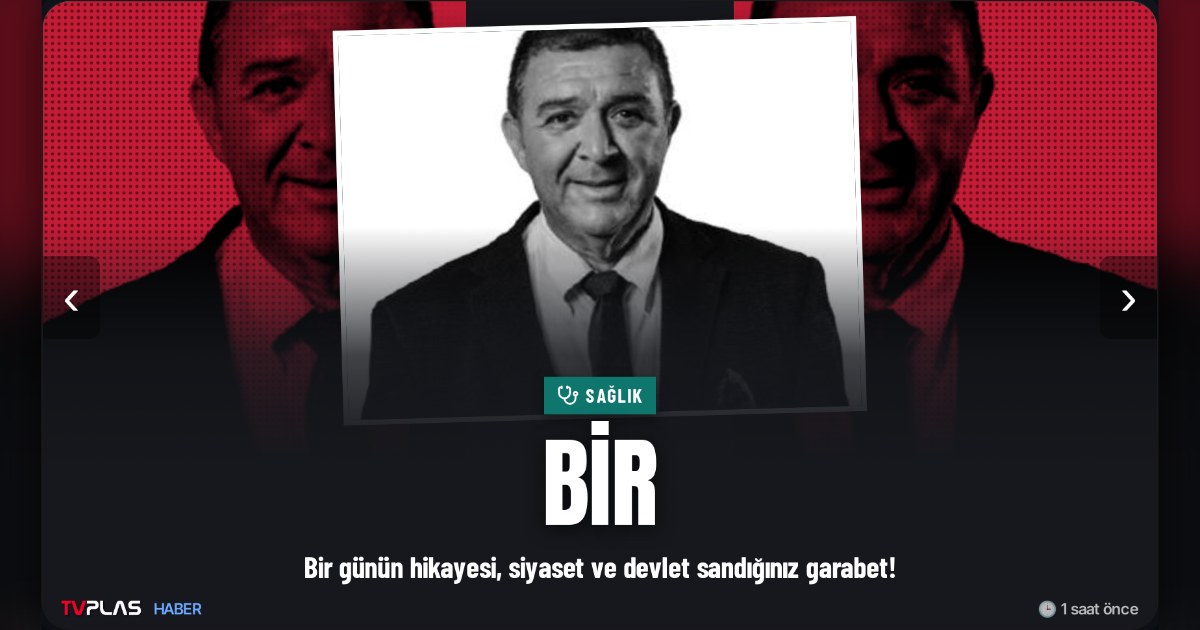 SAĞLIK
BİR
Bir günün hikayesi, siyaset ve devlet sandığınız garabet!
TVPLAS HABER
1 saat önce